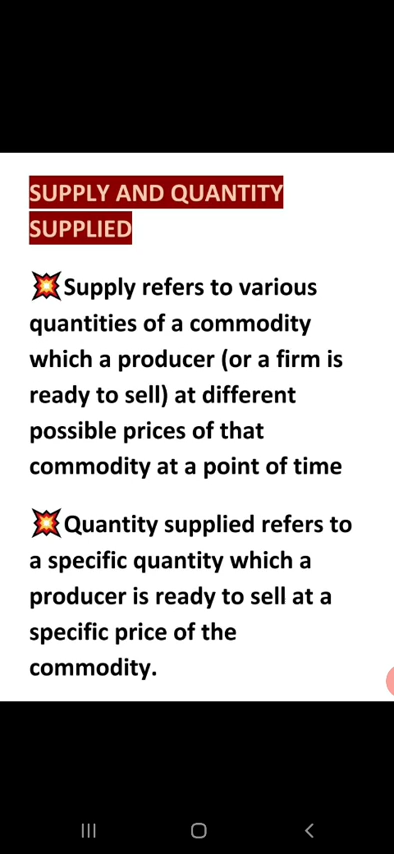 SUPPLY AND QUANTITY
SUPPLIED
💥Supply refers to various
quantities of a commodity
which a producer (or a firm is
ready to sell) at different
possible prices of that
commodity at a point of time
💥Quantity supplied refers to
a specific quantity which a
producer is ready to sell at a
specific price of the
commodity.